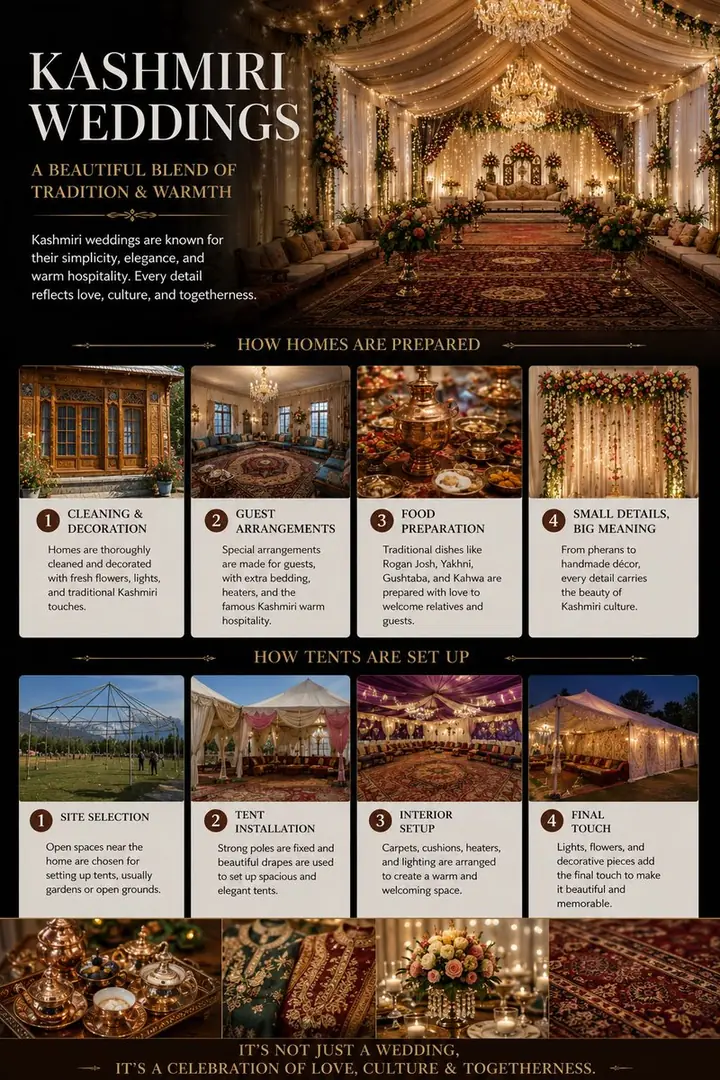 KASHMIRI
WEDDINGS
A BEAUTIFUL BLEND OF
TRADITION & WARMTH
Kashmiri weddings are known for
their simplicity, elegance, and
warm hospitality. Every detail
reflects love, culture, and togetherness.
HOW HOMES ARE PREPARED
1 CLEANING &
DECORATION
Homes are thoroughly
cleaned and decorated
with fresh flowers, lights,
and traditional Kashmiri
touches.
2 GUEST
ARRANGEMENTS
Special arrangements
are made for guests,
with extra bedding,
heaters, and the
famous Kashmiri warm
hospitality.
3 FOOD
PREPARATION
Traditional dishes like
Rogan Josh, Yakhni,
Gushtaba, and Kahwa are
prepared with love to
welcome relatives and
guests.
4 SMALL DETAILS,
BIG MEANING
From pherans to
handmade décor,
every detail carries
the beauty of
Kashmiri culture.
HOW TENTS ARE SET UP
1 SITE SELECTION
Open spaces near the
home are chosen for
setting up tents, usually
gardens or open grounds.
2 TENT
INSTALLATION
Strong poles are fixed and
beautiful drapes are used
to set up spacious and
elegant tents.
3 INTERIOR
SETUP
Carpets, cushions, heaters,
and lighting are arranged
to create a warm and
welcoming space.
4 FINAL
TOUCH
Lights, flowers, and
decorative pieces add
the final touch to make
it beautiful and
memorable.
IT'S NOT JUST A WEDDING,
IT'S A CELEBRATION OF LOVE, CULTURE & TOGETHERNESS.